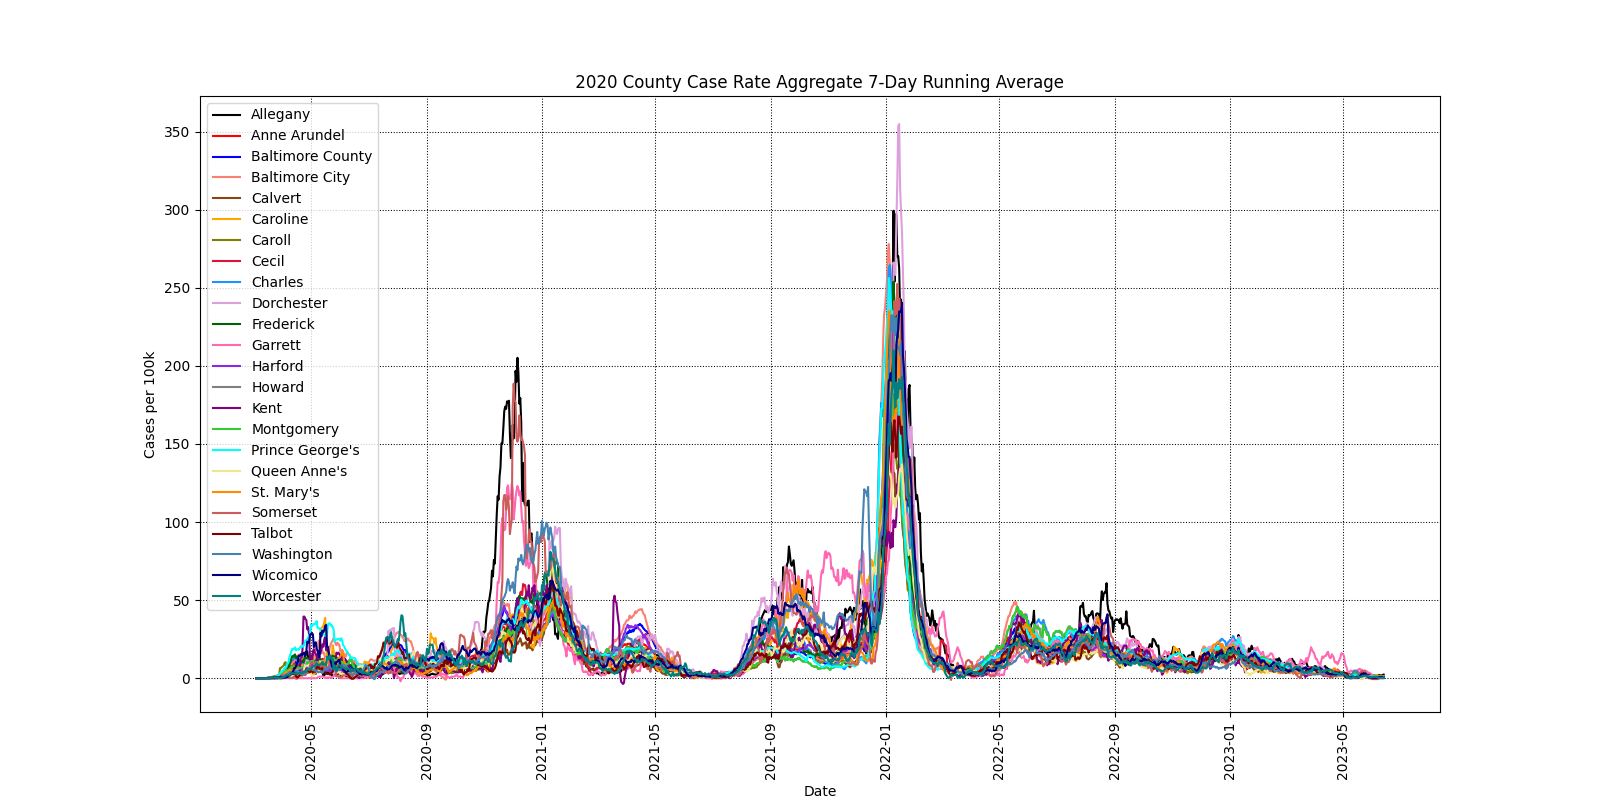 2020 County Case Rate Aggregate 7-Day Running Average
Cases per 100k
350
300
250
200
150
100
50
0
Allegany
Anne Arundel
Baltimore County
Baltimore City
Calvert
Caroline
Caroll
Cecil
Charles
Dorchester
Frederick
Garrett
Harford
Howard
Kent
Montgomery
Prince George's
Queen Anne's
St. Mary's
Somerset
Talbot
Washington
Wicomico
Worcester
2020-05
2020-09
2021-01
2021-05
2021-09
2022-01
2022-05
2022-09
2023-01
2023-05
Date